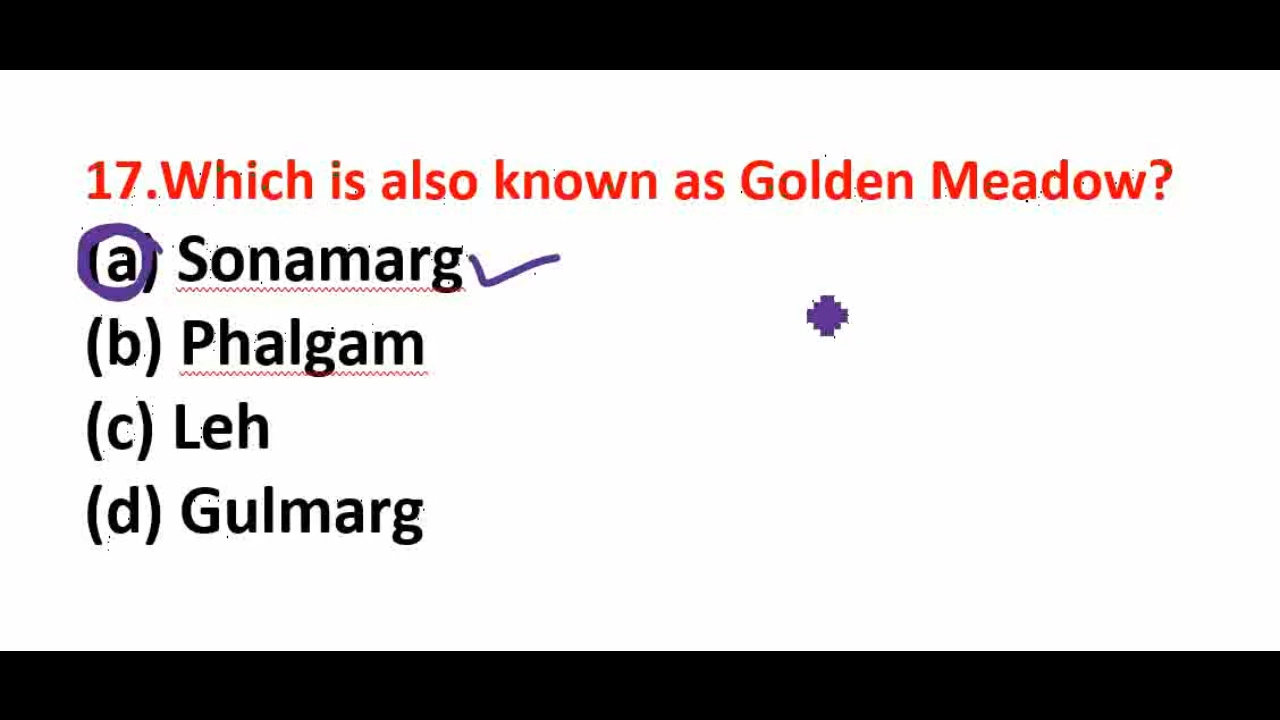 17.Which is also known as Golden Meadow?
(a) Sonamarg
(b) Phalgam
(c) Leh
(d) Gulmarg